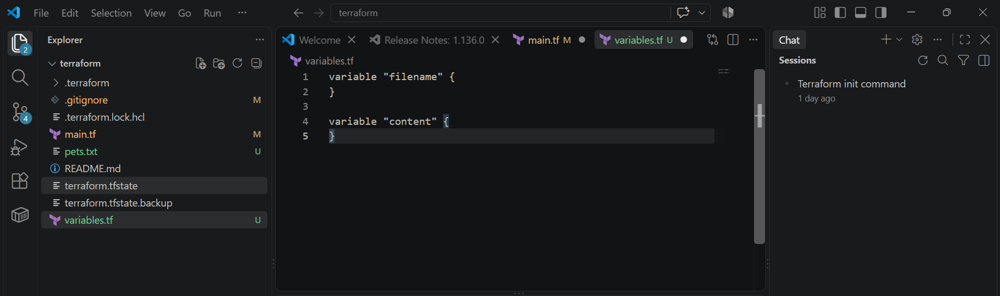 File Edit Selection View Go Run ···
terraform
Explorer
2
terraform
.terraform
.gitignore M
.terraform.lock.hcl
4
main.tf M
pets.txt U
README.md
terraform.tfstate
terraform.tfstate.backup
variables.tf U
Welcome
Release Notes: 1.136.0
main.tf M
variables.tf U
variables.tf
1 variable "filename" {
2 }
3
4 variable "content" {
5 }
Chat
Sessions
Terraform init command
1 day ago